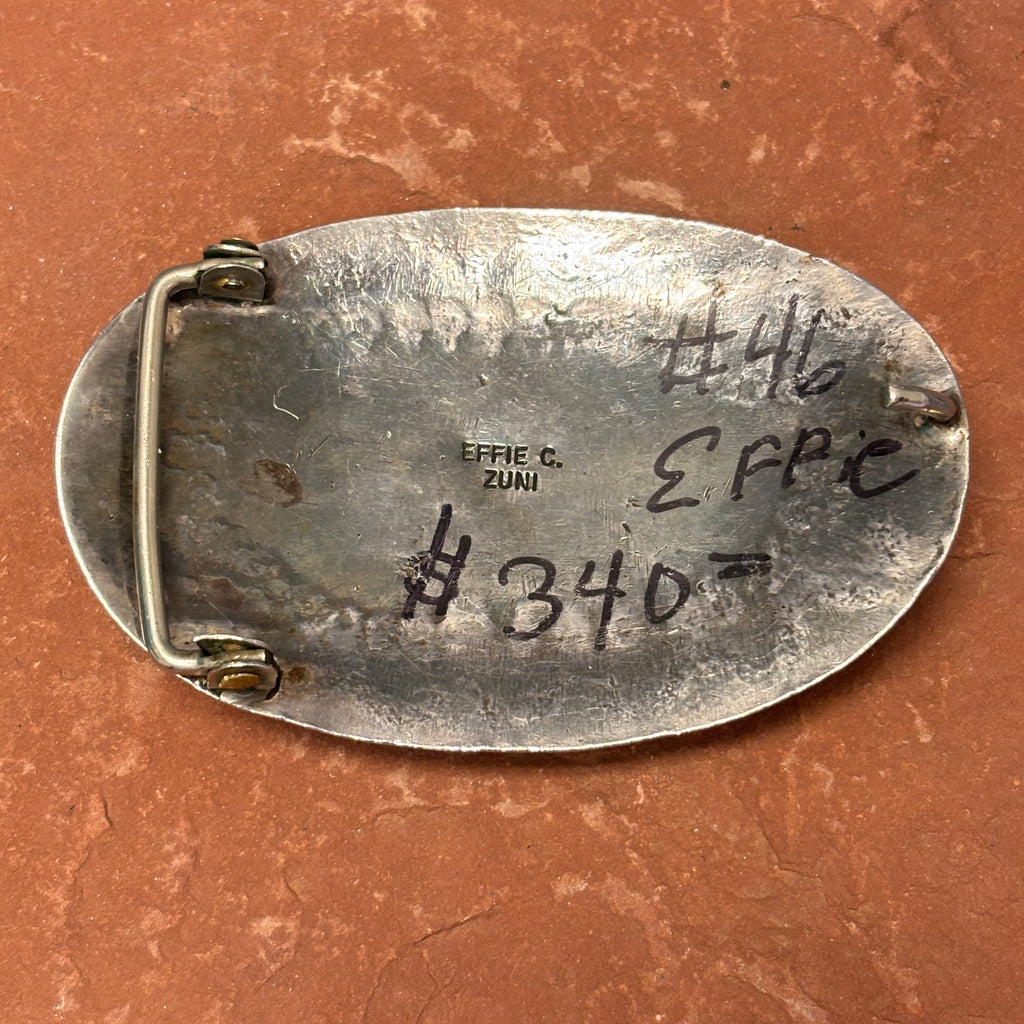 #46
EFFIE C.
ZUNI
Effie
$340-